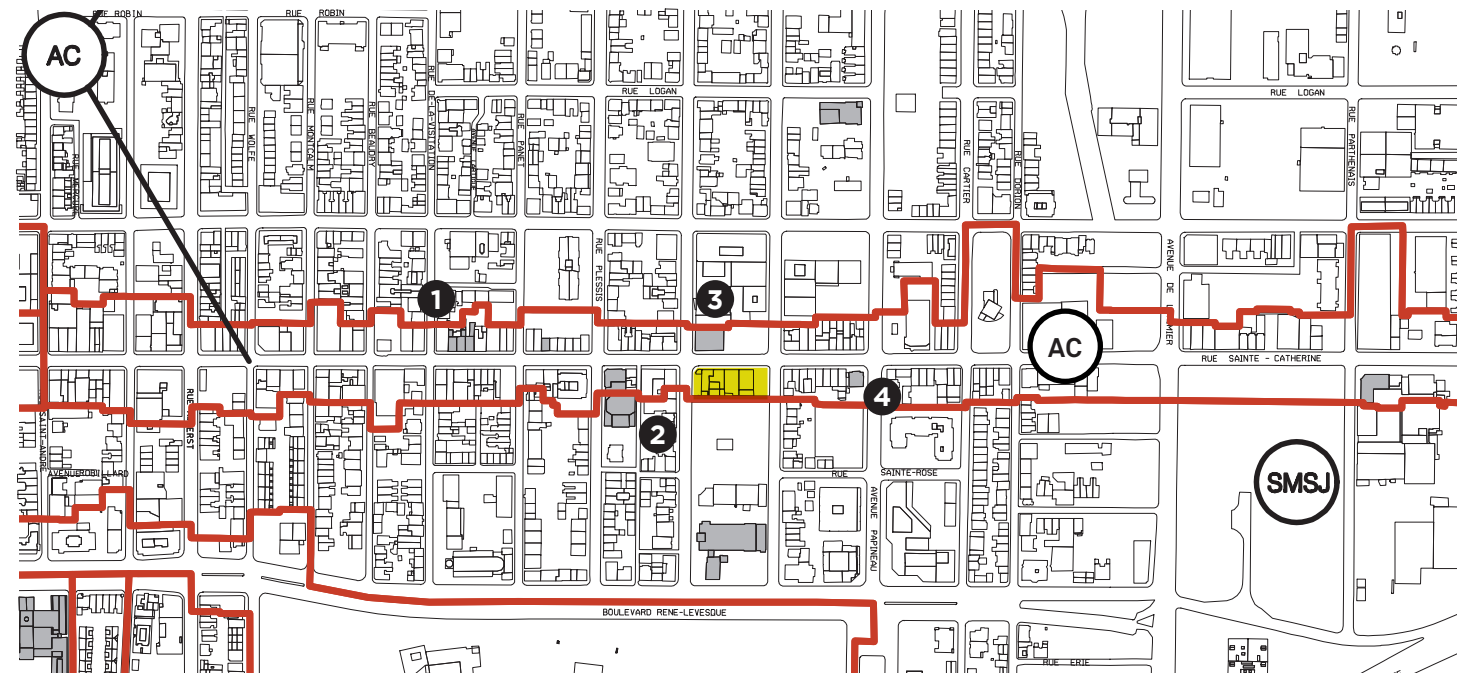 RUE ROBIN
RUE ROBIN
AC
RUE LOGAN
RUE LOGAN
RUE WOLFE
RUE MONTCALM
RUE BEAUDRY
RUE DE-LA-VISITATION
RUE PANET
RUE CARTIER
RUE DORION
RUE PARTHENAIS
RUE PLESSIS
AVENUE DE
1
3
AC
RUE SAINTE - CATHERINE
4
2
SAINT-ANDRE
AVENUE ROBILLARD
RUE SAINTE-ROSE
SMSJ
AVENUE PAPINEAU
BOULEVARD RENE-LEVESQUE
RUE ERIE